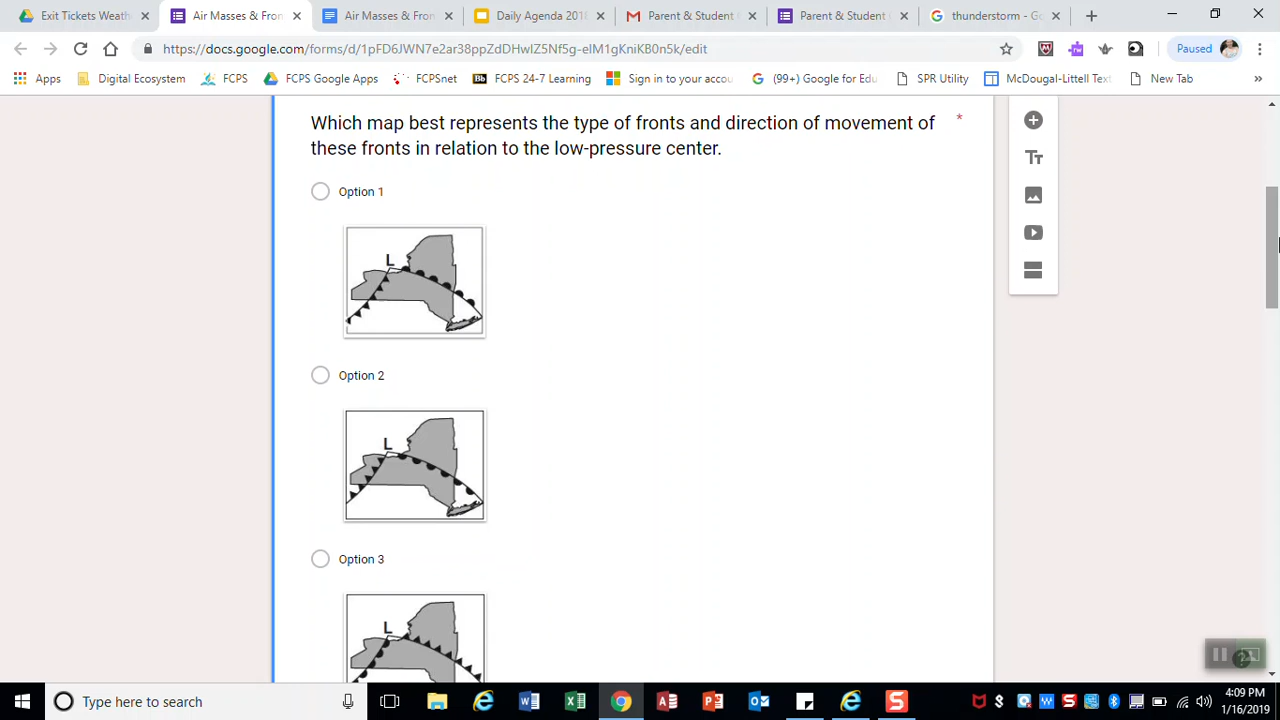 Exit Tickets Weath
Air Masses & Fron
Air Masses & Fron
Daily Agenda 2018
Parent & Student
Parent & Student
thunderstorm - Go
https://docs.google.com/forms/d/1pFD6JWN7e2ar38ppZdDHwlZ5Nf5g-elM1gKniKB0n5k/edit
Paused
Apps
Digital Ecosystem
FCPS
FCPS Google Apps
FCPSnet
Bb
FCPS 24-7 Learning
Sign in to your accou
(99+) Google for Edu
SPR Utility
McDougal-Littell Text
New Tab
»
Which map best represents the type of fronts and direction of movement of *
these fronts in relation to the low-pressure center.
Option 1
L
Option 2
L
Option 3
L
Type here to search
4:09 PM
1/16/2019